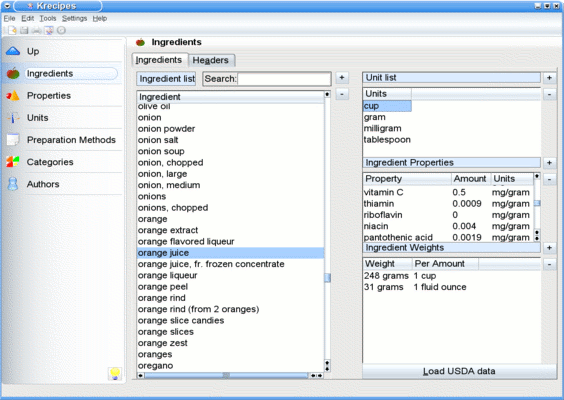 Krecipes
File Edit Tools Settings Help
Up
Ingredients
Properties
Units
Preparation Methods
Categories
Authors
Ingredients
Ingredients Headers
Ingredient list Search: +
-
Ingredient
olive oil
onion
onion powder
onion salt
onion soup
onion, chopped
onion, large
onion, medium
onions
onions, chopped
orange
orange extract
orange flavored liqueur
orange juice
orange juice, fr. frozen concentrate
orange liqueur
orange peel
orange rind
orange rind (from 2 oranges)
orange slice candies
orange slices
orange zest
oranges
oregano
Unit list +
Units -
cup
gram
milligram
tablespoon
Ingredient Properties +
Property Amount Units -
vitamin C 0.5 mg/gram
thiamin 0.0009 mg/gram
riboflavin 0 mg/gram
niacin 0.004 mg/gram
pantothenic acid 0.0019 mg/gram
Ingredient Weights +
Weight Per Amount -
248 grams 1 cup
31 grams 1 fluid ounce
Load USDA data